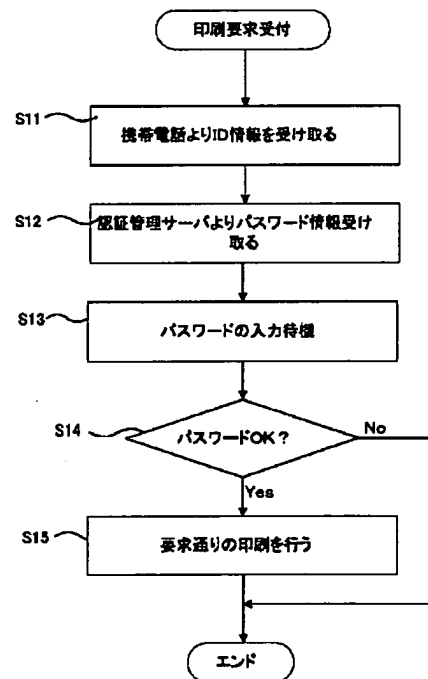 印刷要求受付
S11
携帯電話よりID情報を受け取る
S12
認証管理サーバよりパスワード情報受け
取る
S13
パスワードの入力待機
S14
パスワードOK?
No
Yes
S15
要求通りの印刷を行う
エンド